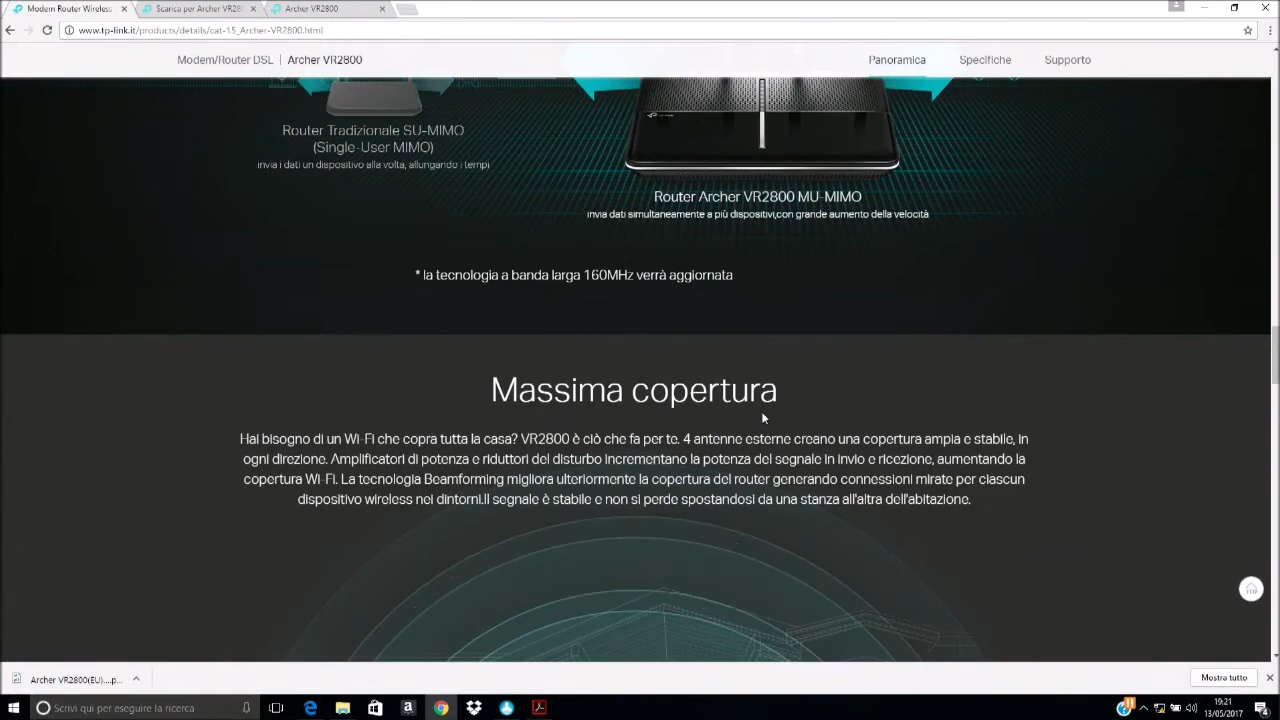 Modem Router Wireless
Scarica per Archer VR28
Archer VR2800
www.tp-link.it/products/details/cat-15_Archer-VR2800.html
Modem/Router DSL | Archer VR2800
Panoramica
Specifiche
Supporto
Router Tradizionale SU-MIMO
(Single-User MIMO)
invia i dati un dispositivo alla volta, allungando i tempi
tp-link
Router Archer VR2800 MU-MIMO
invia dati simultaneamente a più dispositivi,con grande aumento della velocità
* la tecnologia a banda larga 160MHz verrà aggiornata
Massima copertura
Hai bisogno di un Wi-Fi che copra tutta la casa? VR2800 è ciò che fa per te. 4 antenne esterne creano una copertura ampia e stabile, in
ogni direzione. Amplificatori di potenza e riduttori del disturbo incrementano la potenza del segnale in invio e ricezione, aumentando la
copertura Wi-Fi. La tecnologia Beamforming migliora ulteriormente la copertura del router generando connessioni mirate per ciascun
dispositivo wireless nei dintorni.Il segnale è stabile e non si perde spostandosi da una stanza all'altra dell'abitazione.
TOP
Archer VR2800(EU)....p...
Mostra tutto
Scrivi qui per eseguire la ricerca
19:21
13/05/2017
4